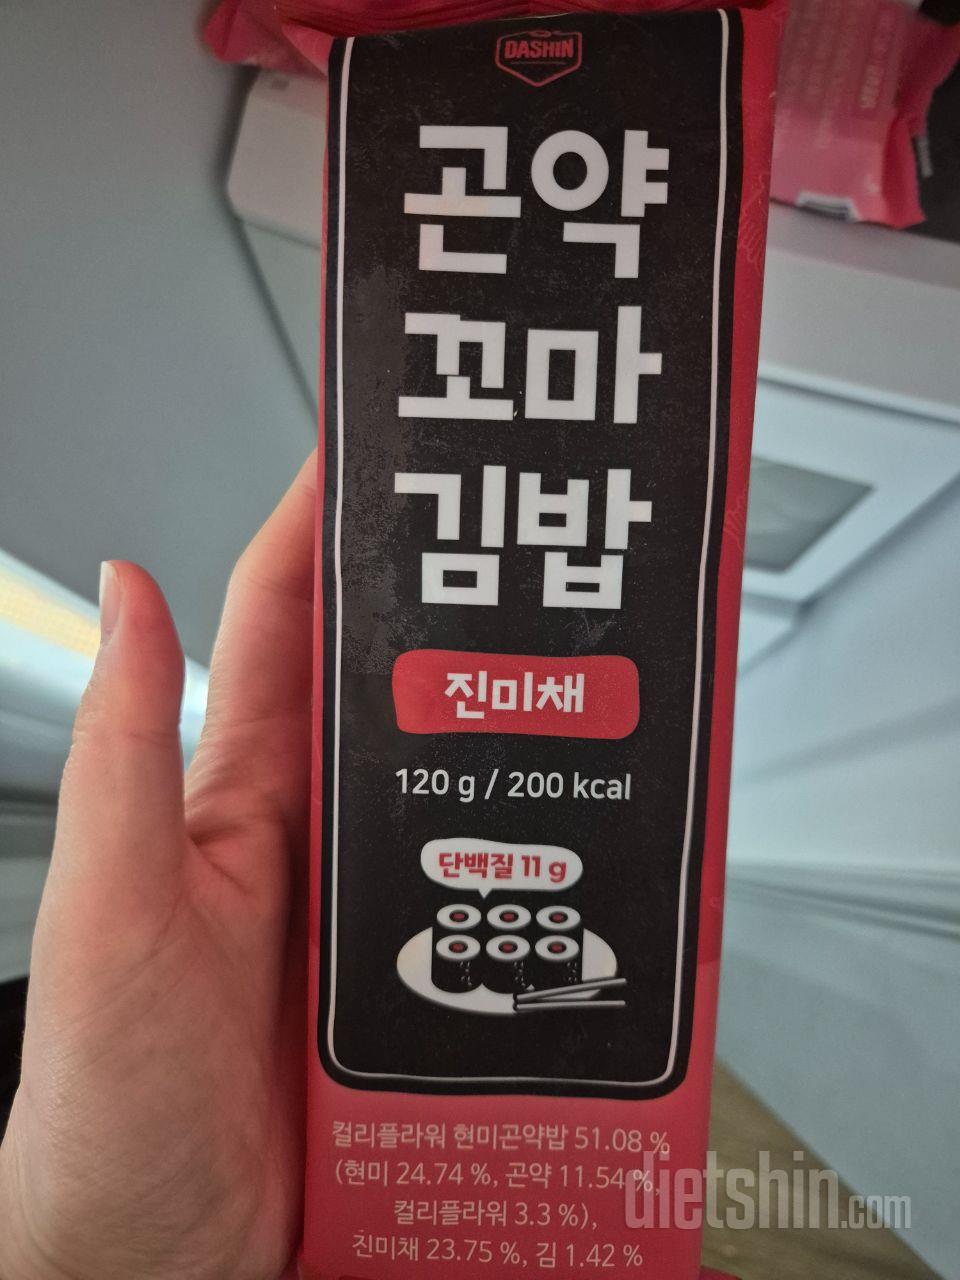 DASHIN
곤약
꼬마
김밥
진미채
120 g / 200 kcal
단백질 11 g
컬리플라워 현미곤약밥 51.08 %
(현미 24.74 %, 곤약 11.54 %,
컬리플라워 3.3 %),
진미채 23.75 %, 김 1.42 %
dietshin.com